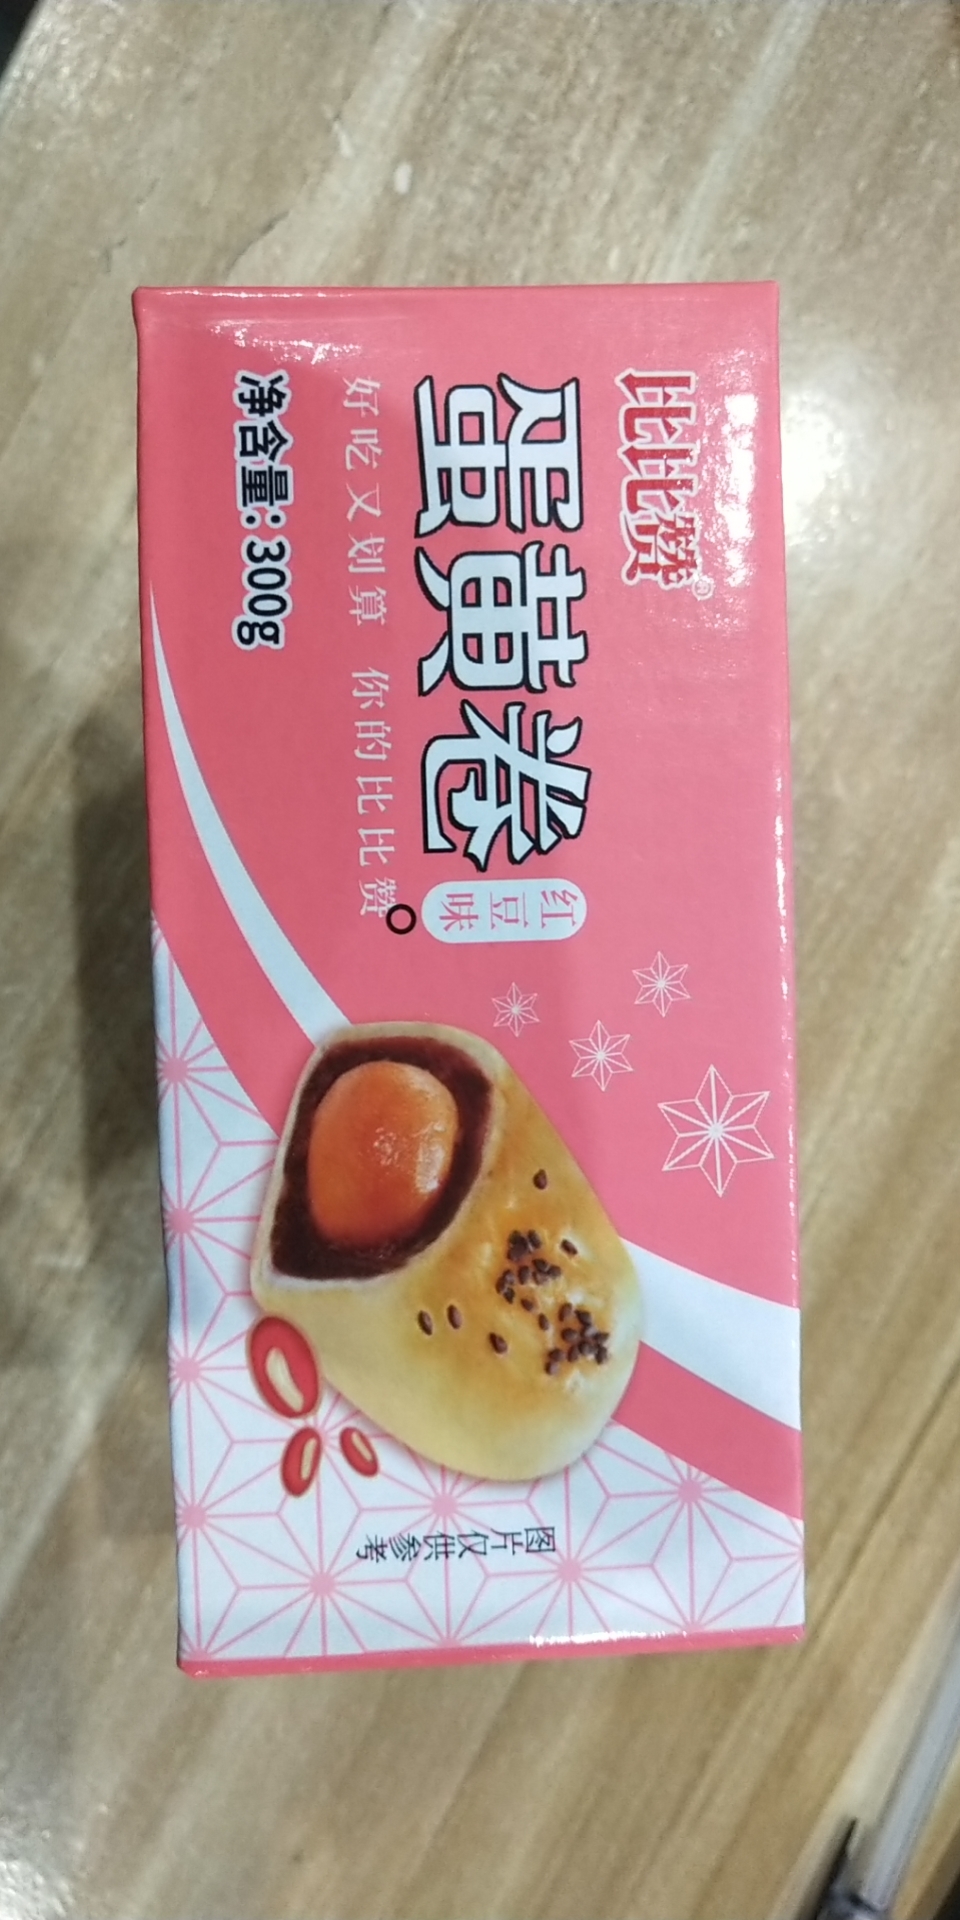 比比赞®
蛋黄卷
红豆味
好吃又划算 你的比比赞
净含量:300g
图片仅供参考